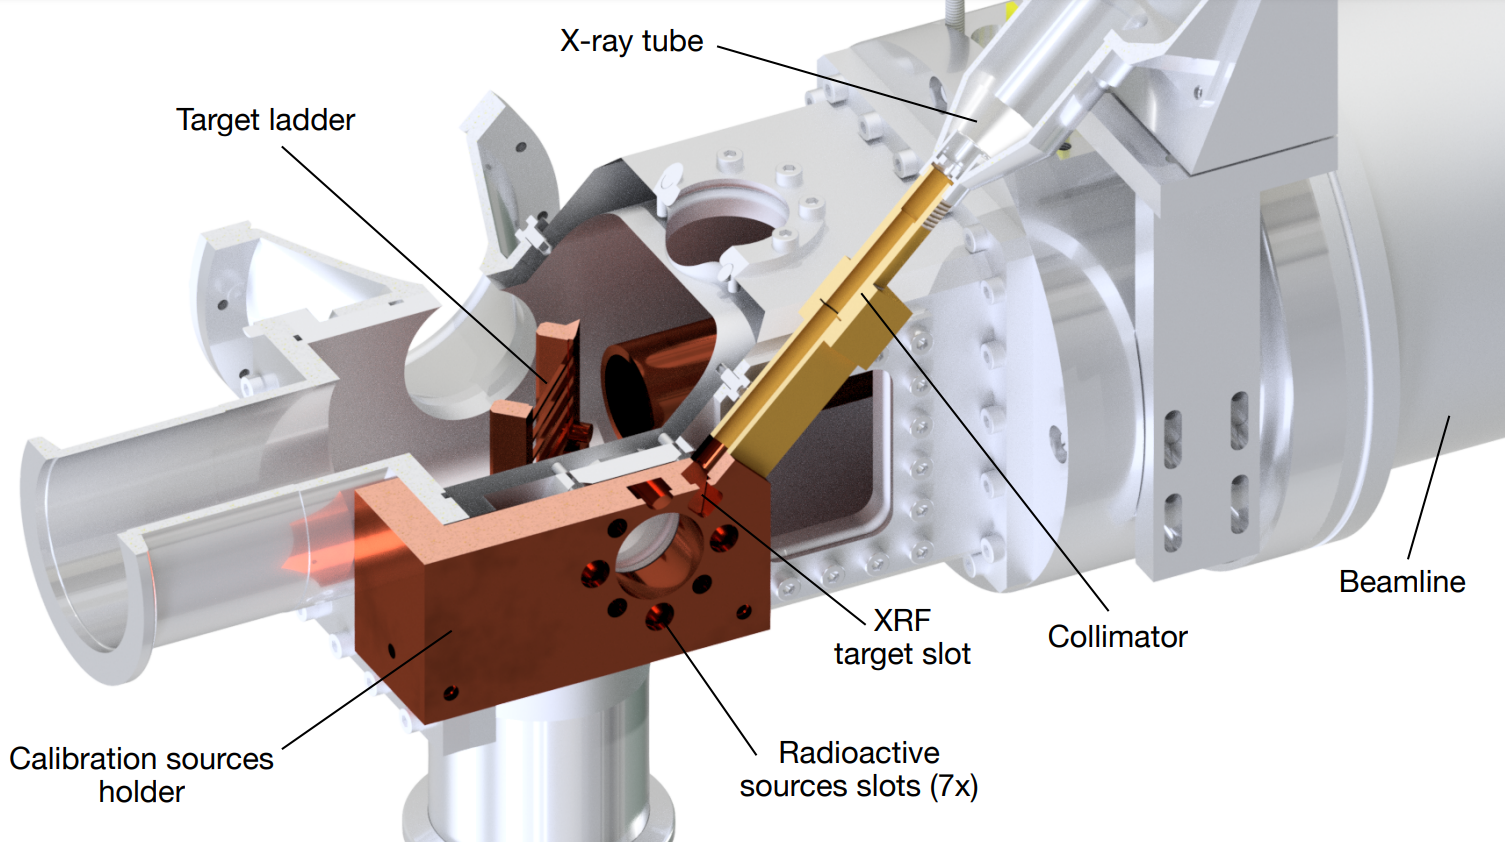 X-ray tube
Target ladder
Beamline
XRF
target slot
Collimator
Calibration sources
holder
Radioactive
sources slots (7x)